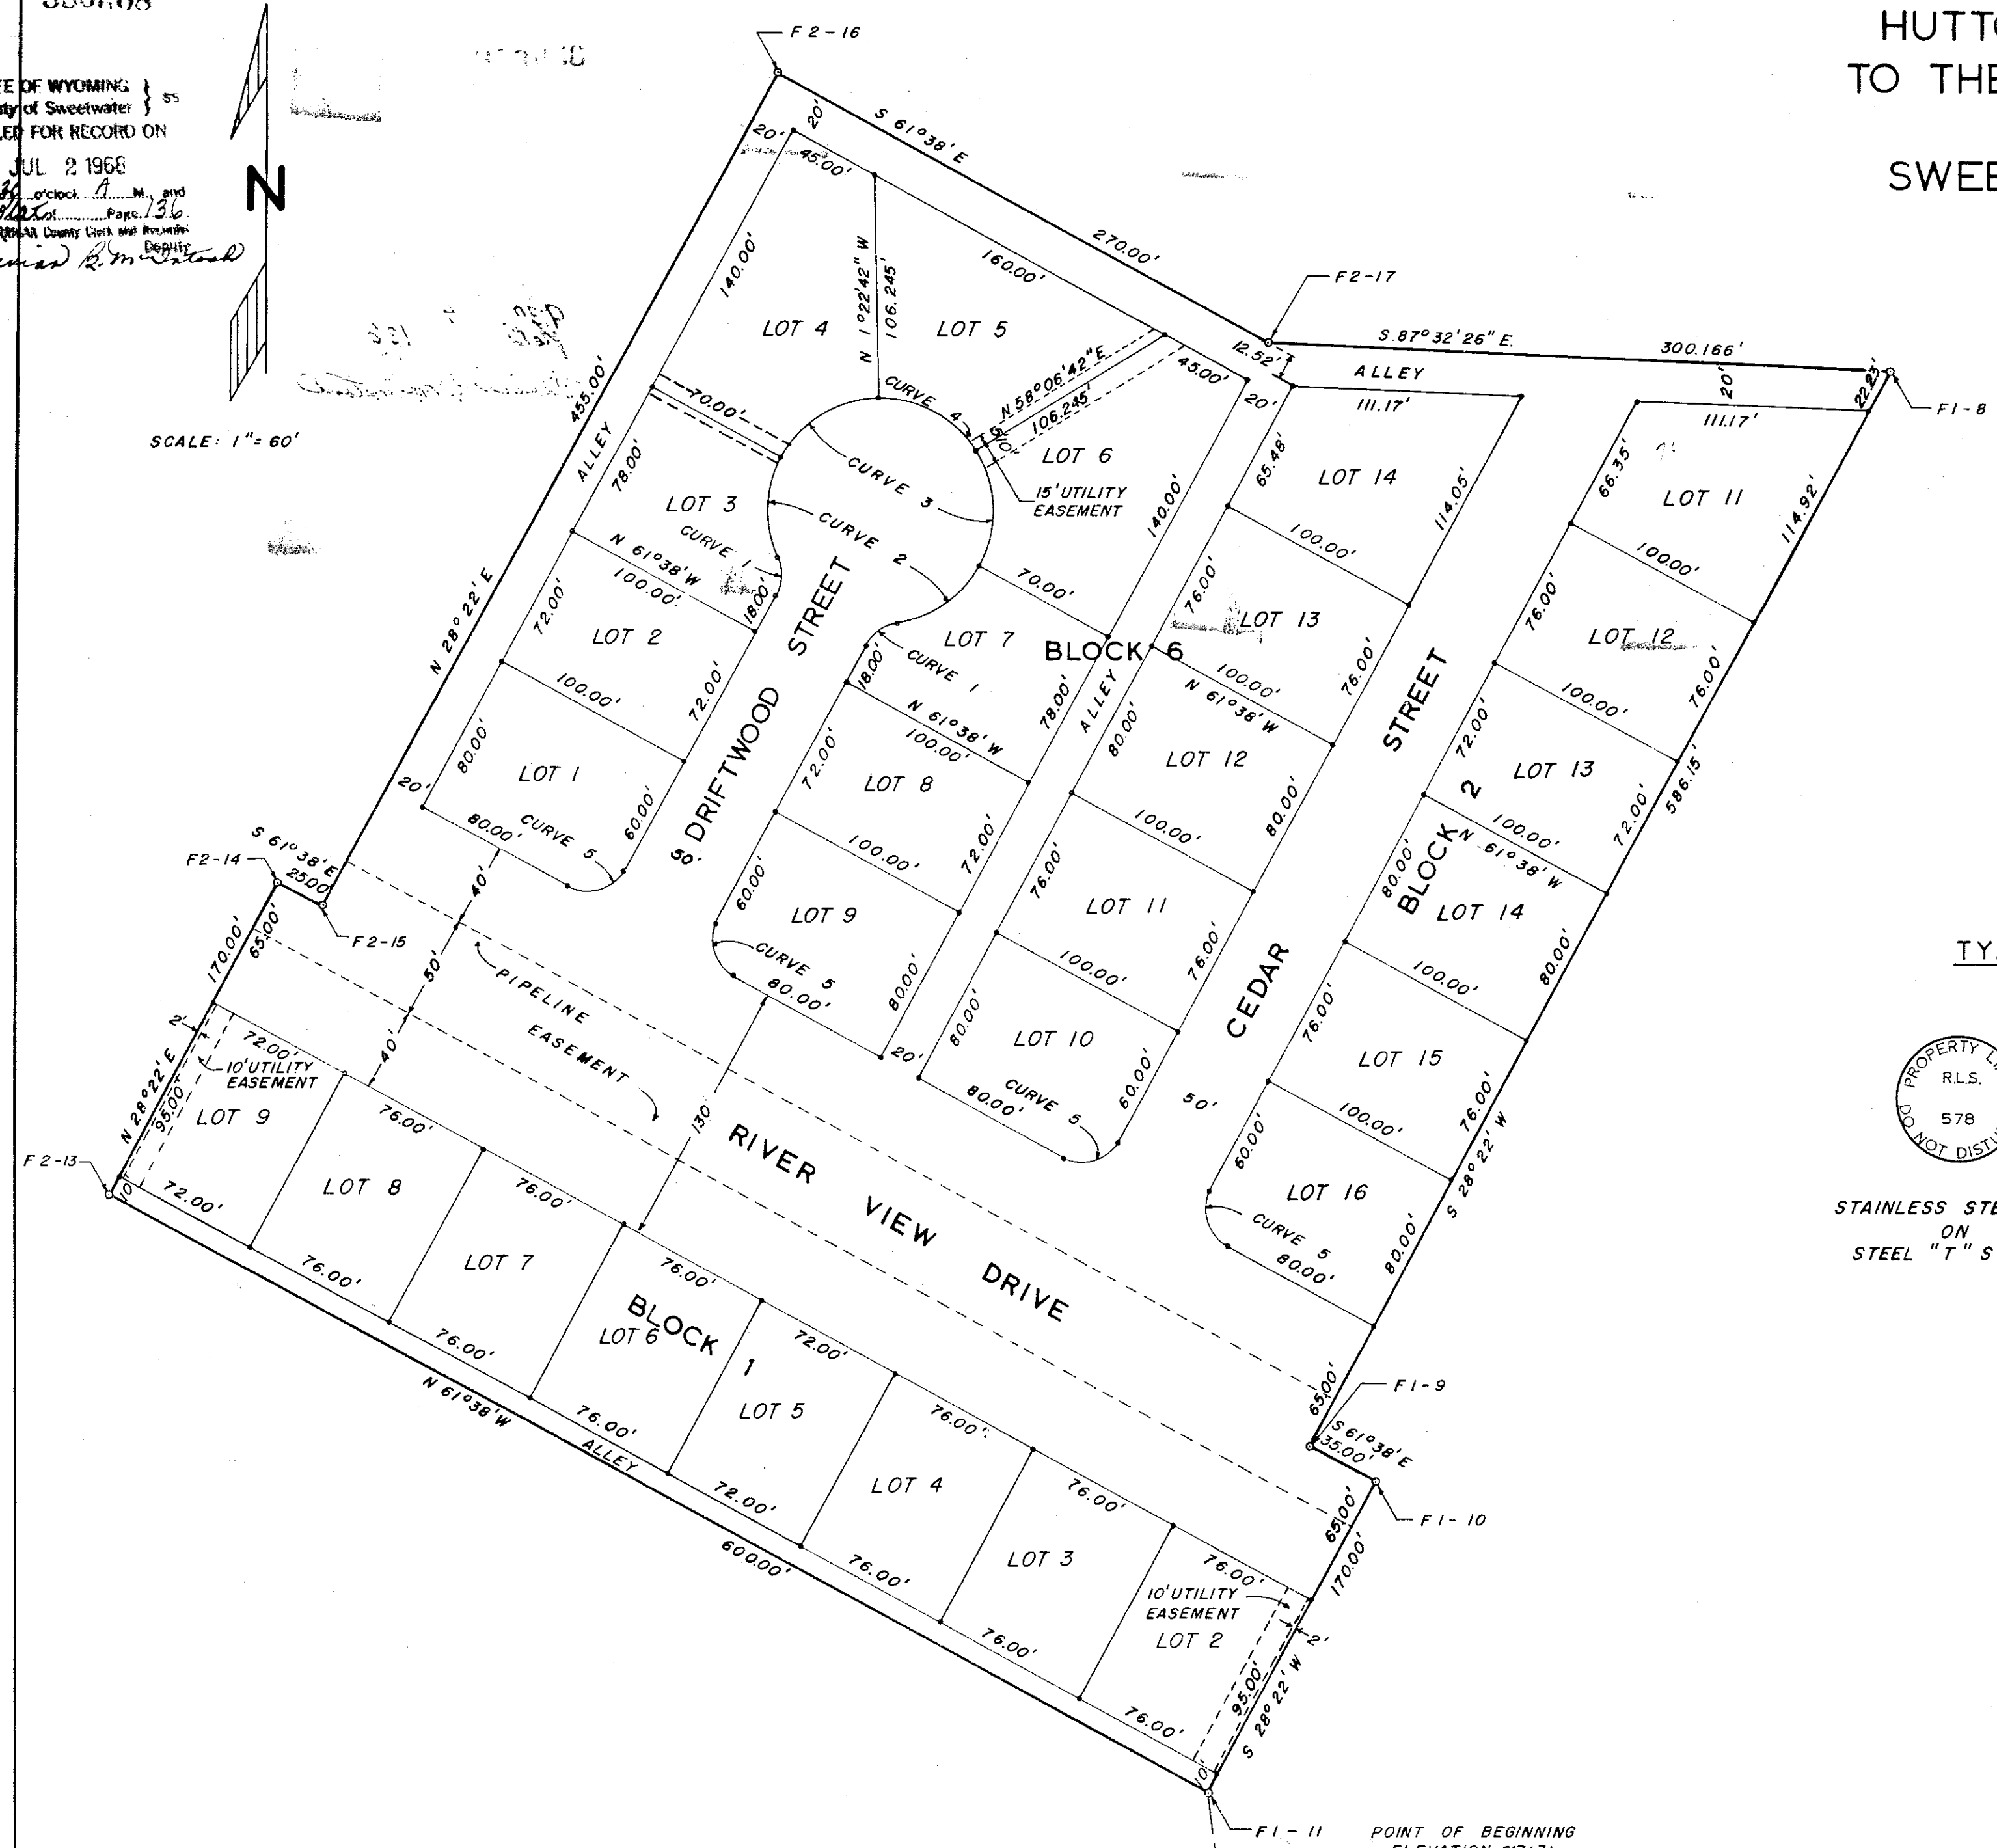 HUTTO
TO THE
SWEE
E OF WYOMING } ss
ty of Sweetwater }
ED FOR RECORD ON
JUL 2 1968
o'clock A M., and
Page 136
County Clerk and Recorder
Deputy
N
SCALE: 1"= 60'
F 2-16
S 61°38' E
270.00'
F2-17
S.87°32'26" E.
300.166'
F1-8
20'
20'
45.00'
160.00'
140.00'
N 1°22'42" W
106.245'
LOT 4
LOT 5
CURVE 4
N 58°06'42" E
106.245'
45.00'
12.52'
20'
ALLEY
111.17'
20'
22.23'
111.17'
455.00'
ALLEY
70.00'
78.00'
LOT 3
CURVE 3
LOT 6
15' UTILITY
EASEMENT
140.00'
65.48'
LOT 14
114.05'
66.35'
LOT 11
114.92'
CURVE 1
CURVE 2
N 61°38' W
100.00'
18.00'
70.00'
76.00'
100.00'
LOT 13
76.00'
100.00'
76.00'
LOT 12
N 28°22' E
72.00'
LOT 2
72.00'
100.00'
DRIFTWOOD STREET
50'
18.00'
LOT 7
CURVE 1
BLOCK 6
78.00'
ALLEY
N 61°38' W
100.00'
100.00'
N 61°38' W
76.00'
STREET
100.00'
72.00'
LOT 13
586.15'
80.00'
LOT 1
60.00'
20'
80.00'
CURVE 5
72.00'
LOT 8
72.00'
100.00'
80.00'
LOT 12
80.00'
100.00'
BLOCK 2
100.00'
N 61°38' W
72.00'
80.00'
LOT 14
80.00'
100.00'
S 61°38' E
F2-14
25.00'
F2-15
170.00'
65.00'
40'
50'
40'
60.00'
LOT 9
CURVE 5
80.00'
80.00'
20'
76.00'
LOT 11
76.00'
100.00'
CEDAR
50'
76.00'
LOT 15
76.00'
100.00'
TY
PROPERTY LI
R.L.S.
578
DO NOT DISTU
STAINLESS STE
ON
STEEL "T" S
PIPELINE
EASEMENT
80.00'
LOT 10
60.00'
80.00'
CURVE 5
60.00'
LOT 16
CURVE 5
80.00'
80.00'
S 28°22' W
2'
72.00'
10' UTILITY
EASEMENT
N 28°22' E
95.00'
LOT 9
F 2-13
10'
72.00'
76.00'
LOT 8
76.00'
76.00'
LOT 7
76.00'
130'
RIVER VIEW DRIVE
76.00'
BLOCK 1
LOT 6
76.00'
72.00'
LOT 5
72.00'
N 61°38' W
ALLEY
600.00'
65.00'
F1-9
S 61°38' E
35.00'
F1-10
65.00'
170.00'
76.00'
LOT 4
76.00'
76.00'
LOT 3
76.00'
76.00'
10' UTILITY
EASEMENT
LOT 2
2'
95.00'
S 28°22' W
76.00'
10'
F1-11
POINT OF BEGINNING